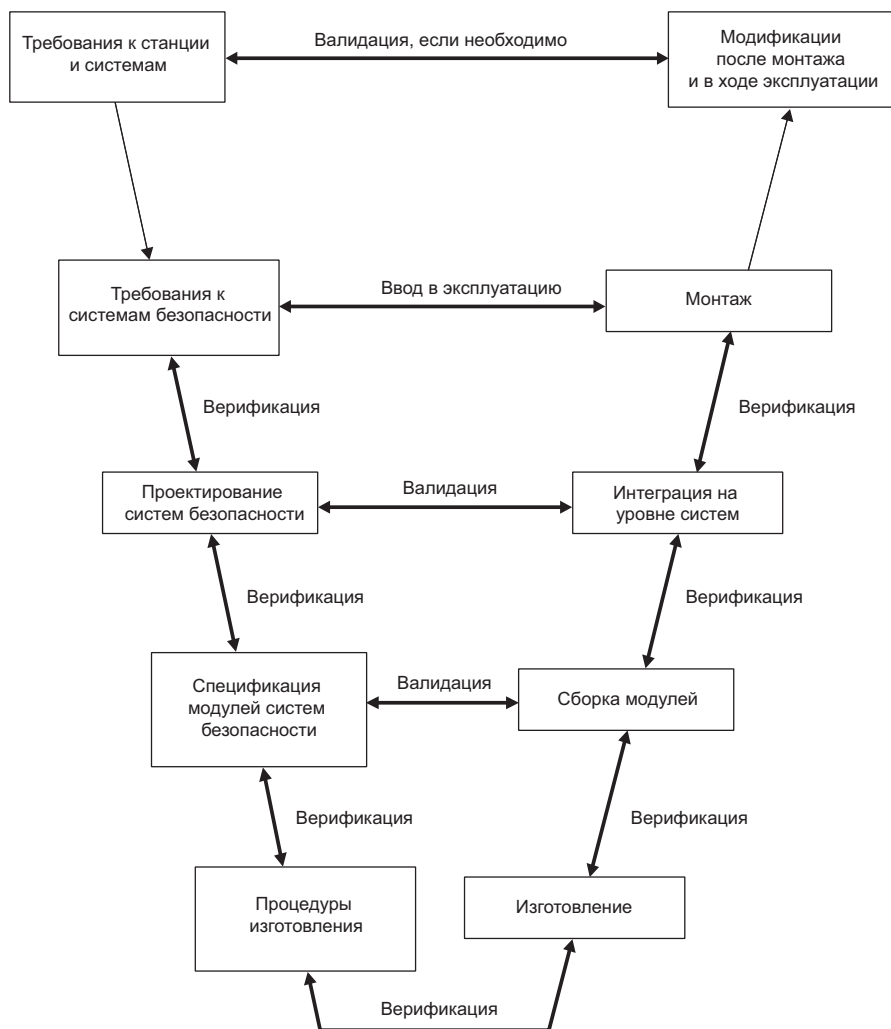 Требования к станции
и системам
Валидация, если необходимо
Модификации
после монтажа
и в ходе эксплуатации
Требования к
системам безопасности
Ввод в эксплуатацию
Монтаж
Верификация
Верификация
Проектирование
систем безопасности
Валидация
Интеграция на
уровне систем
Верификация
Верификация
Спецификация
модулей систем
безопасности
Валидация
Сборка модулей
Верификация
Верификация
Процедуры
изготовления
Изготовление
Верификация